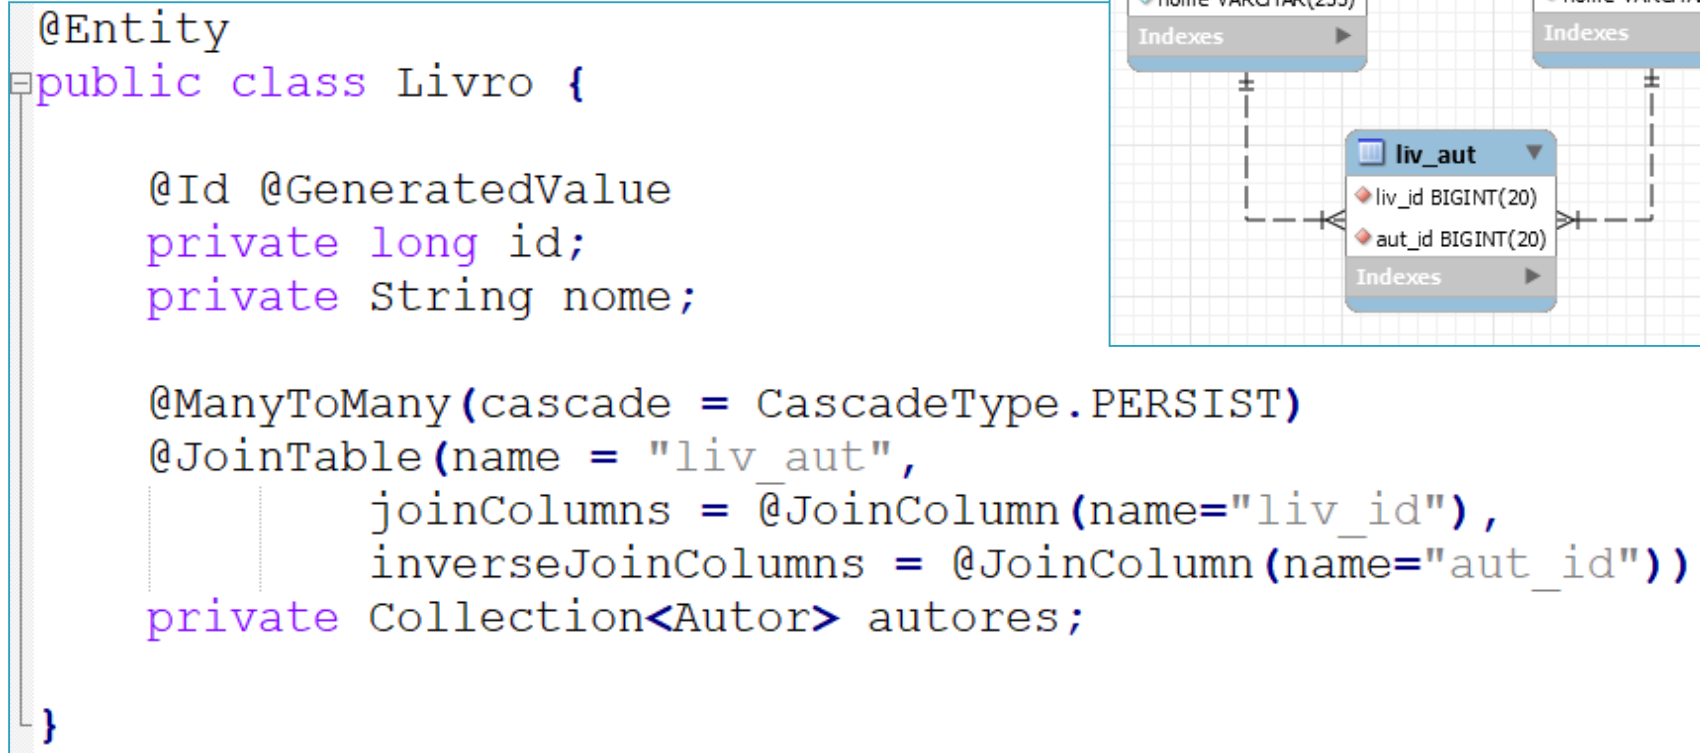 @Entity
public class Livro {
@Id @GeneratedValue
private long id;
private String nome;
@ManyToMany(cascade = CascadeType.PERSIST)
@JoinTable(name = "liv_aut",
joinColumns = @JoinColumn(name="liv_id"),
inverseJoinColumns = @JoinColumn(name="aut_id"))
private Collection<Autor> autores;
}
Indexes
Indexes
liv_aut
liv_id BIGINT(20)
aut_id BIGINT(20)
Indexes